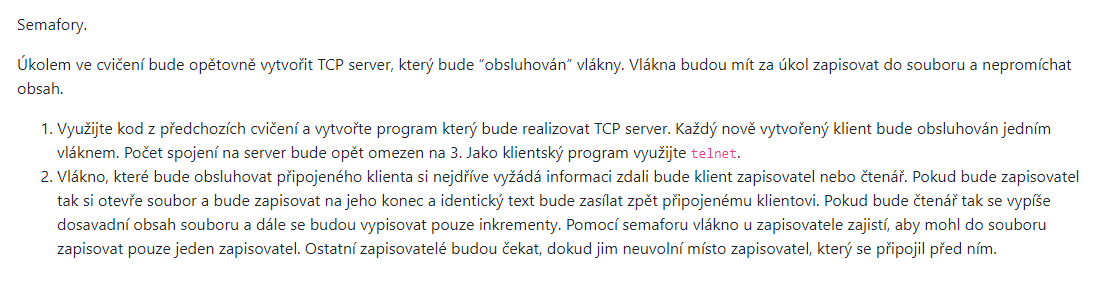 Semafory.
Úkolem ve cvičení bude opětovně vytvořit TCP server, který bude “obsluhován” vlákny. Vlákna budou mít za úkol zapisovat do souboru a nepromíchat
obsah.
1. Využijte kod z předchozích cvičení a vytvořte program který bude realizovat TCP server. Každý nově vytvořený klient bude obsluhován jedním
vláknem. Počet spojení na server bude opět omezen na 3. Jako klientský program využijte telnet.
2. Vlákno, které bude obsluhovat připojeného klienta si nejdříve vyžádá informaci zdali bude klient zapisovatel nebo čtenář. Pokud bude zapisovatel
tak si otevře soubor a bude zapisovat na jeho konec a identický text bude zasílat zpět připojenému klientovi. Pokud bude čtenář tak se vypíše
dosavadní obsah souboru a dále se budou vypisovat pouze inkrementy. Pomocí semaforu vlákno u zapisovatele zajistí, aby mohl do souboru
zapisovat pouze jeden zapisovatel. Ostatní zapisovatelé budou čekat, dokud jim neuvolní místo zapisovatel, který se připojil před ním.